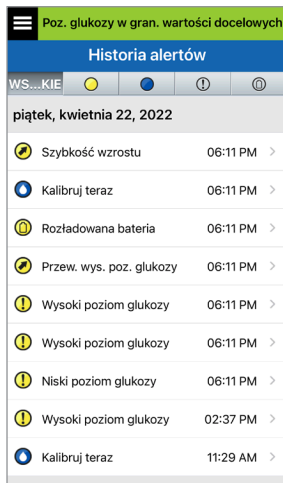 Poz. glukozy w gran. wartości docelowych
Historia alertów
WS...KIE
piątek, kwietnia 22, 2022
Szybkość wzrostu 06:11 PM
Kalibruj teraz 06:11 PM
Rozładowana bateria 06:11 PM
Przew. wys. poz. glukozy 06:11 PM
Wysoki poziom glukozy 06:11 PM
Wysoki poziom glukozy 06:11 PM
Niski poziom glukozy 06:11 PM
Wysoki poziom glukozy 02:37 PM
Kalibruj teraz 11:29 AM